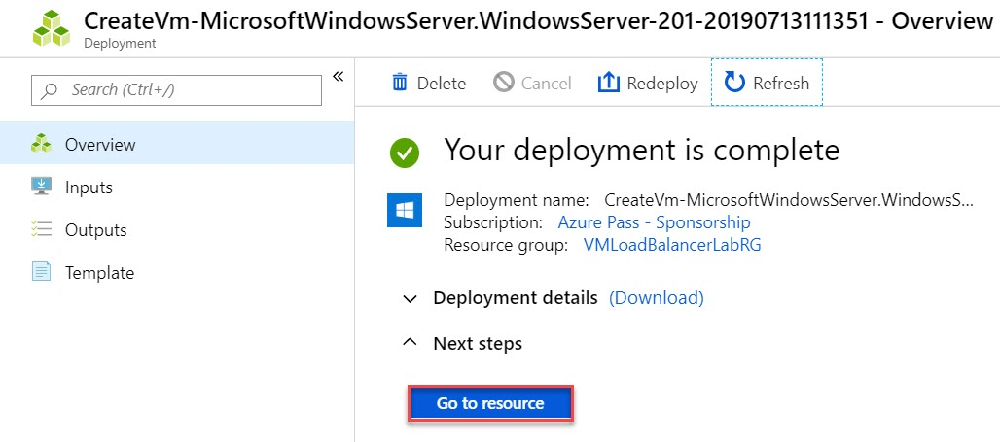 CreateVm-MicrosoftWindowsServer.WindowsServer-201-20190713111351 - Overview
Deployment
Search (Ctrl+/)
«
Delete
Cancel
Redeploy
Refresh
Overview
Inputs
Outputs
Template
Your deployment is complete
Deployment name: CreateVm-MicrosoftWindowsServer.WindowsS...
Subscription: Azure Pass - Sponsorship
Resource group: VMLoadBalancerLabRG
Deployment details (Download)
Next steps
Go to resource